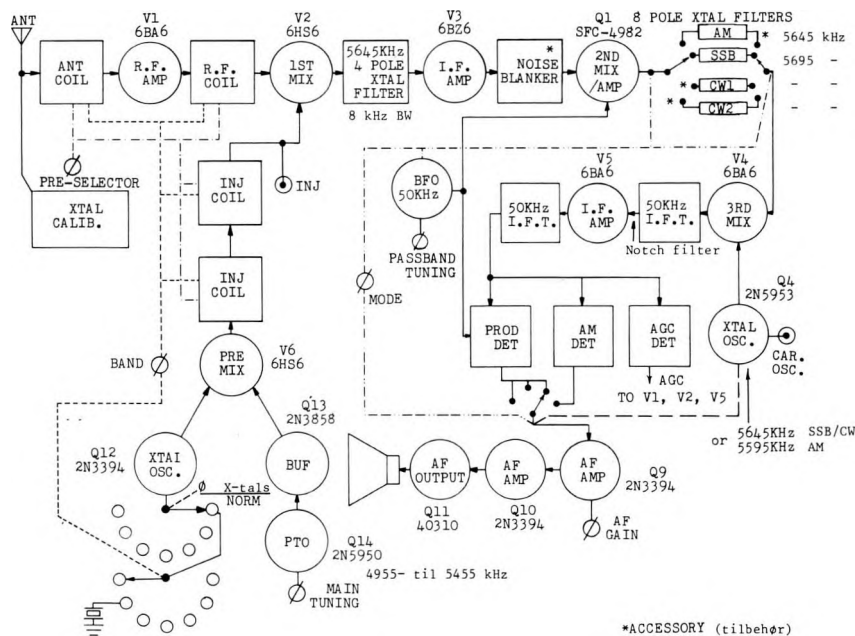 ANT
ANT COIL
V1
6BA6
R.F. AMP
R.F. COIL
V2
6HS6
1ST MIX
5645KHz
4 POLE
XTAL
FILTER
8 kHz BW
V3
6BZ6
I.F. AMP
*
NOISE
BLANKER
Q1
SFC-4982
2ND
MIX
/AMP
8 POLE XTAL FILTERS
AM
* 5645 kHz
SSB
5695 -
* CW1
- -
* CW2
- -
PRE-SELECTOR
XTAL
CALIB.
INJ
COIL
INJ
INJ
COIL
BFO
50KHz
PASSBAND
TUNING
MODE
50KHz
I.F.T.
V5
6BA6
I.F.
AMP
50KHz
I.F.T.
Notch filter
V4
6BA6
3RD
MIX
Q4
2N5953
XTAL
OSC.
CAR.
OSC.
PROD
DET
AM
DET
AGC
DET
AGC
TO V1, V2, V5
5645KHz SSB/CW
or 5595KHz AM
BAND
PRE
MIX
V6
6HS6
Q12
2N3394
XTAl
OSC.
Q13
2N3858
BUF
Ø X-tals
NORM
PTO
Q14
2N5950
4955- til 5455 kHz
MAIN
TUNING
AF
OUTPUT
Q11
40310
AF
AMP
Q10
2N3394
AF
AMP
Q9
2N3394
AF
GAIN
*ACCESSORY (tilbehør)